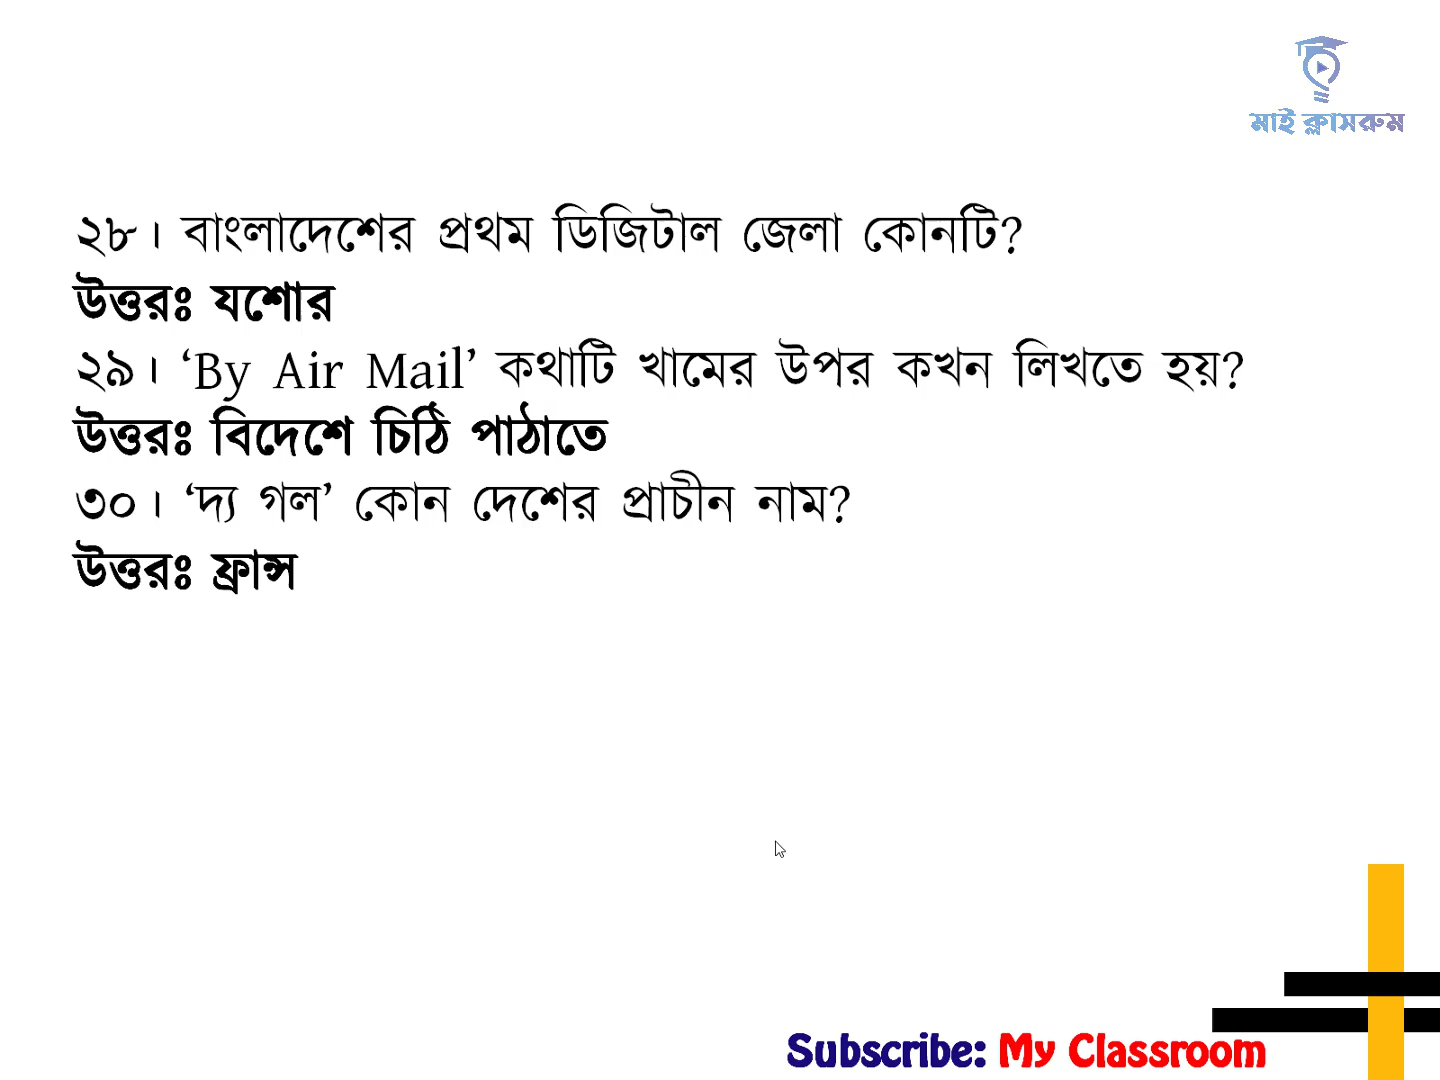 মাই ক্লাসরুম
২৮। বাংলাদেশের প্রথম ডিজিটাল জেলা কোনটি?
উত্তরঃ যশোর
২৯। ‘By Air Mail’ কথাটি খামের উপর কখন লিখতে হয়?
উত্তরঃ বিদেশে চিঠি পাঠাতে
৩০। ‘দ্য গল’ কোন দেশের প্রাচীন নাম?
উত্তরঃ ফ্রান্স
Subscribe: My Classroom